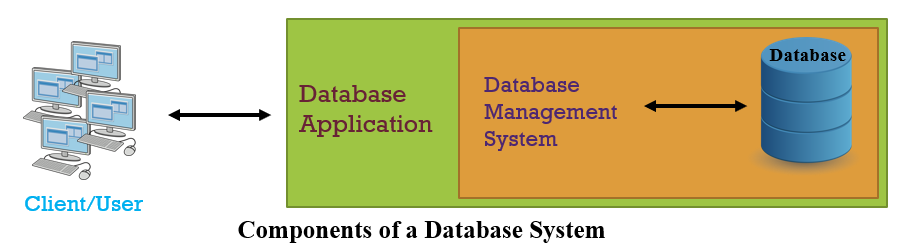 Client/User
Database
Application
Database
Management
System
Database
Components of a Database System